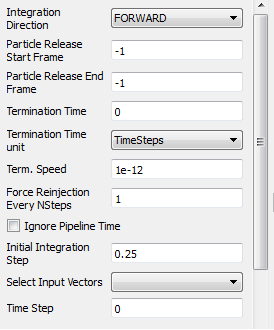 Integration
Direction
FORWARD
Particle Release
Start Frame
-1
Particle Release End
Frame
-1
Termination Time
0
Termination Time
unit
TimeSteps
Term. Speed
1e-12
Force Reinjection
Every NSteps
1
Ignore Pipeline Time
Initial Integration
Step
0.25
Select Input Vectors
Time Step
0